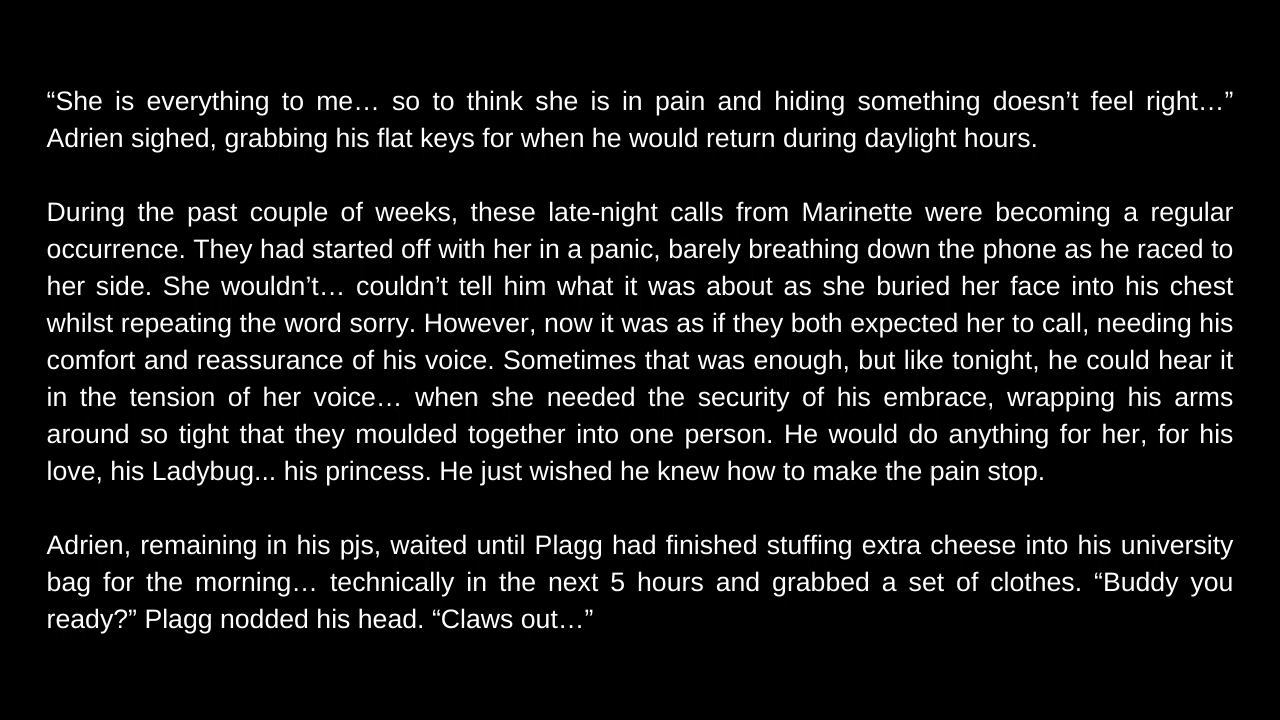 “She is everything to me… so to think she is in pain and hiding something doesn’t feel right…”
Adrien sighed, grabbing his flat keys for when he would return during daylight hours.
During the past couple of weeks, these late-night calls from Marinette were becoming a regular
occurrence. They had started off with her in a panic, barely breathing down the phone as he raced to
her side. She wouldn’t… couldn’t tell him what it was about as she buried her face into his chest
whilst repeating the word sorry. However, now it was as if they both expected her to call, needing his
comfort and reassurance of his voice. Sometimes that was enough, but like tonight, he could hear it
in the tension of her voice… when she needed the security of his embrace, wrapping his arms
around so tight that they moulded together into one person. He would do anything for her, for his
love, his Ladybug... his princess. He just wished he knew how to make the pain stop.
Adrien, remaining in his pjs, waited until Plagg had finished stuffing extra cheese into his university
bag for the morning… technically in the next 5 hours and grabbed a set of clothes. “Buddy you
ready?” Plagg nodded his head. “Claws out…”